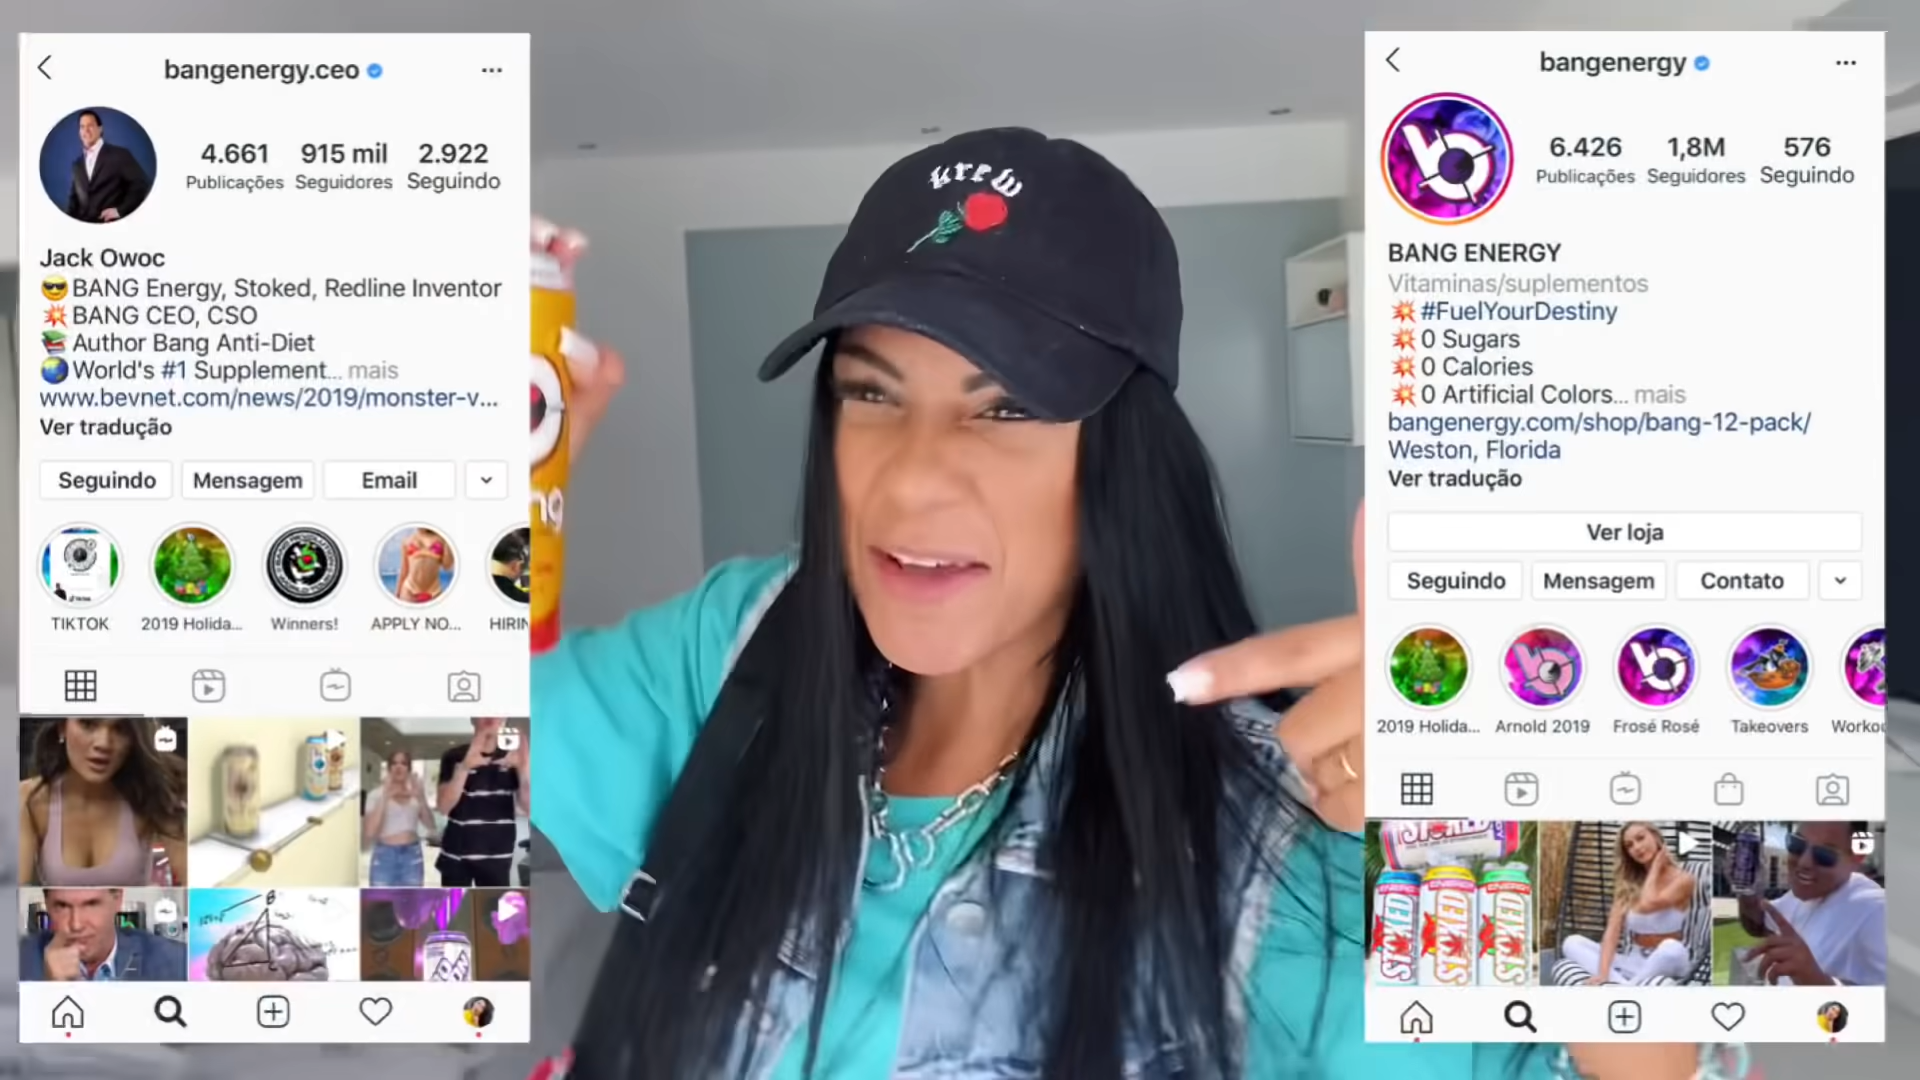 bangenergy.ceo
4.661 915 mil 2.922
Publicações Seguidores Seguindo
Jack Owoc
BANG Energy, Stoked, Redline Inventor
BANG CEO, CSO
Author Bang Anti-Diet
World's #1 Supplement... mais
www.bevnet.com/news/2019/monster-v...
Ver tradução
Seguindo Mensagem Email
TIKTOK 2019 Holida... Winners! APPLY NO... HIRIN
krew
ng
bangenergy
6.426 1,8M 576
Publicações Seguidores Seguindo
BANG ENERGY
Vitaminas/suplementos
#FuelYourDestiny
0 Sugars
0 Calories
0 Artificial Colors... mais
bangenergy.com/shop/bang-12-pack/
Weston, Florida
Ver tradução
Ver loja
Seguindo Mensagem Contato
2019 Holida... Arnold 2019 Frosé Rosé Takeovers Workou
STOKED
STOKED STOKED STOKED